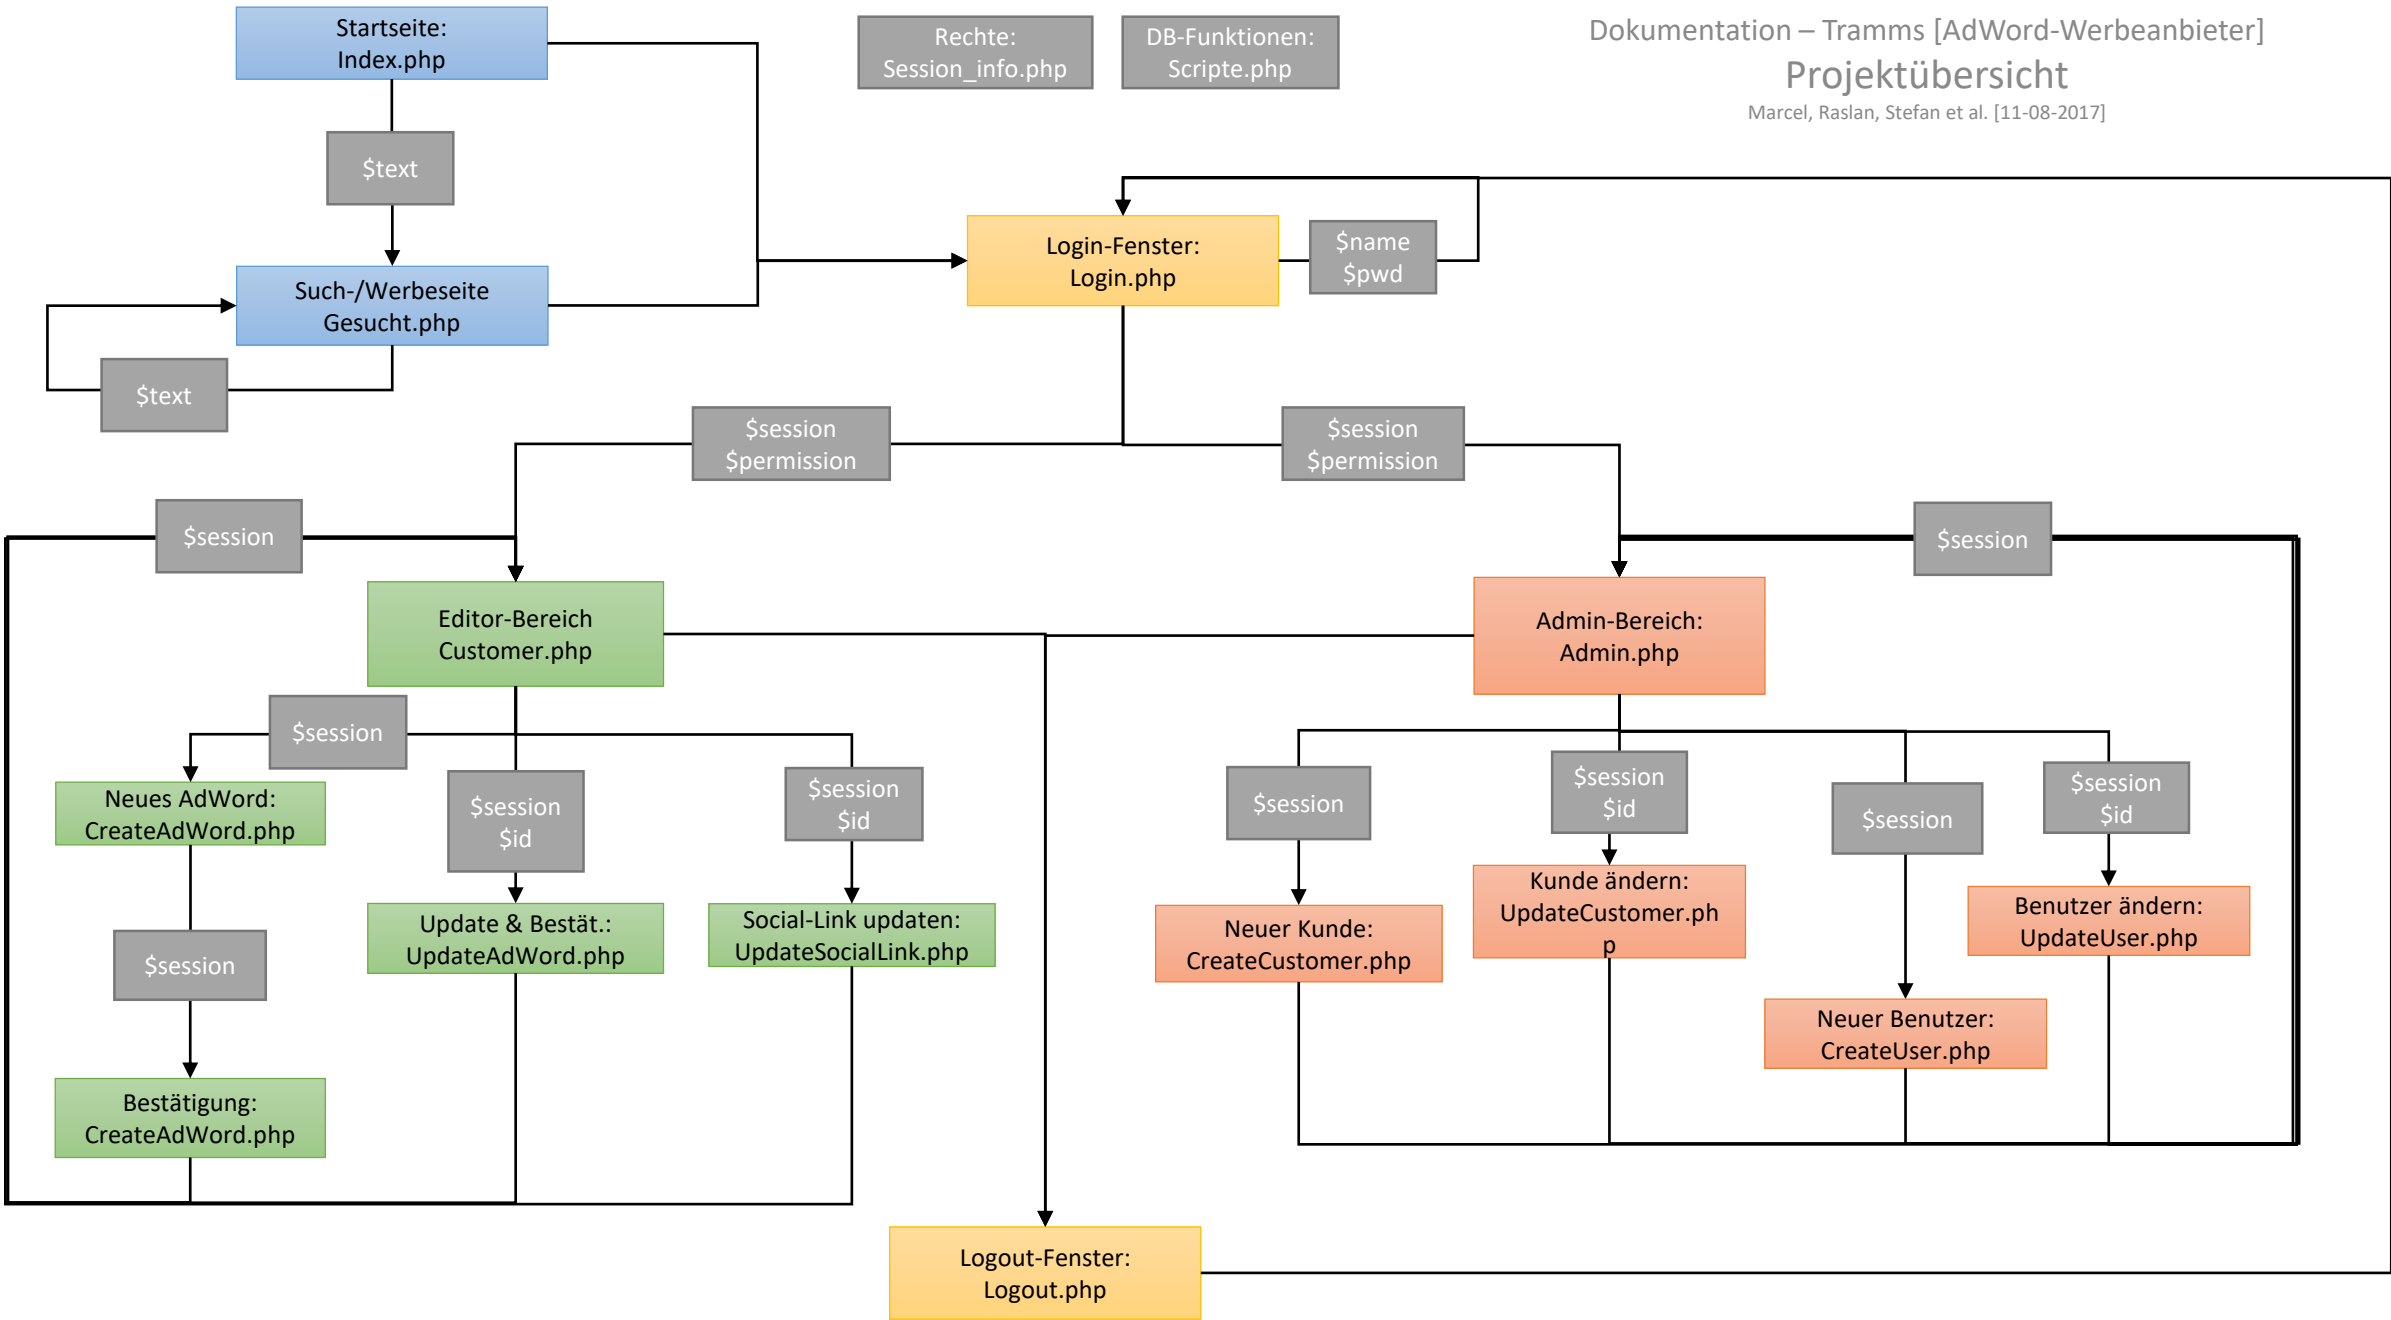 Startseite:
Index.php
Rechte:
Session_info.php
DB-Funktionen:
Scripte.php
Dokumentation – Tramms [AdWord-Werbeanbieter]
Projektübersicht
Marcel, Raslan, Stefan et al. [11-08-2017]
$text
Login-Fenster:
Login.php
$name
$pwd
Such-/Werbeseite
Gesucht.php
$text
$session
$permission
$session
$permission
$session
$session
Editor-Bereich
Customer.php
Admin-Bereich:
Admin.php
$session
$session
$id
$session
$id
$session
$session
$id
$session
$session
$id
Neues AdWord:
CreateAdWord.php
Update & Bestät.:
UpdateAdWord.php
Social-Link updaten:
UpdateSocialLink.php
Neuer Kunde:
CreateCustomer.php
Kunde ändern:
UpdateCustomer.ph
p
Benutzer ändern:
UpdateUser.php
$session
Neuer Benutzer:
CreateUser.php
Bestätigung:
CreateAdWord.php
Logout-Fenster:
Logout.php